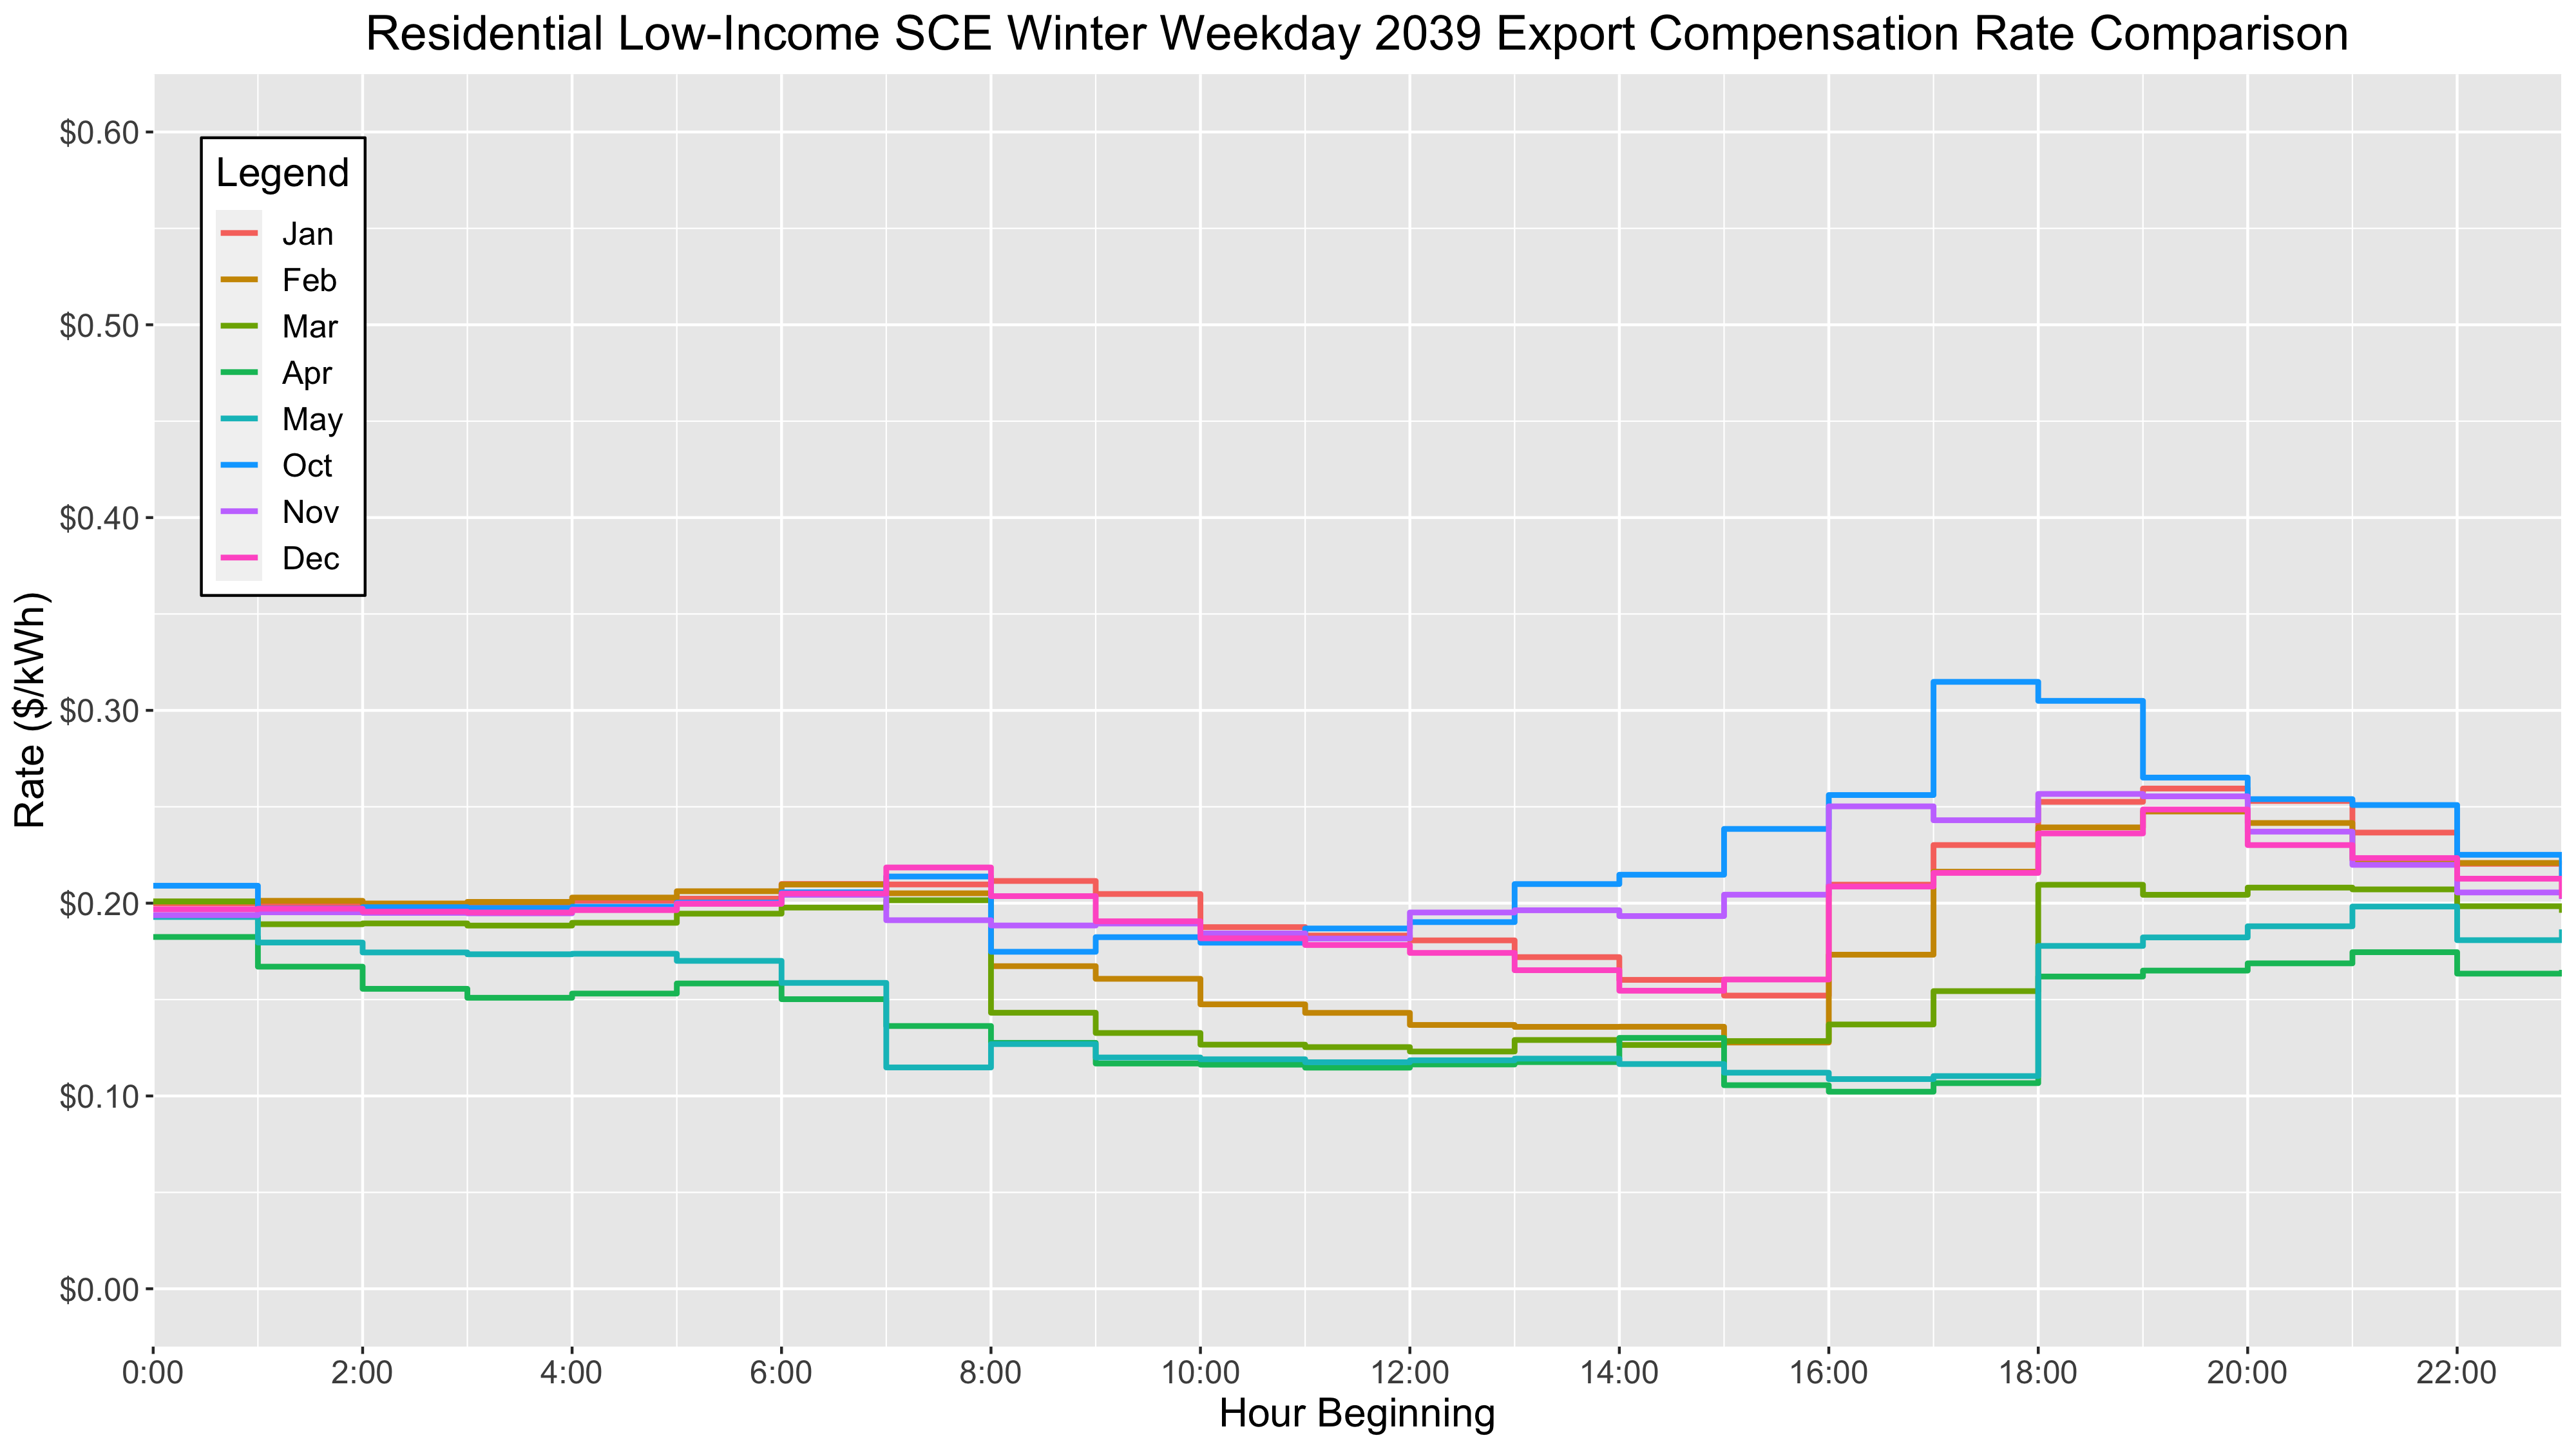 Residential Low-Income SCE Winter Weekday 2039 Export Compensation Rate Comparison
$0.60
$0.50
$0.40
$0.30
$0.20
$0.10
$0.00
Rate ($/kWh)
Legend
Jan
Feb
Mar
Apr
May
Oct
Nov
Dec
0:00 2:00 4:00 6:00 8:00 10:00 12:00 14:00 16:00 18:00 20:00 22:00
Hour Beginning